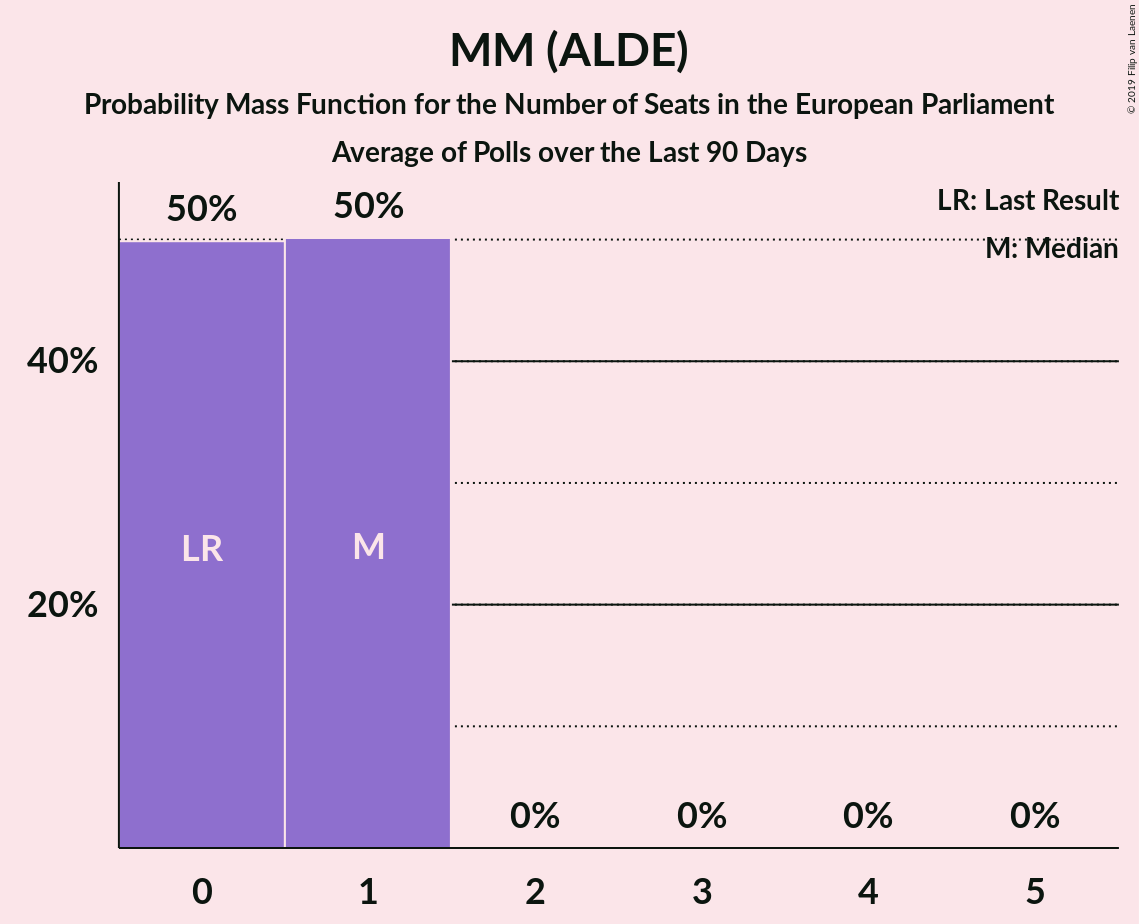 MM (ALDE)
Probability Mass Function for the Number of Seats in the European Parliament
Average of Polls over the Last 90 Days
© 2019 Filip van Laenen
LR: Last Result
M: Median
50%
50%
40%
20%
LR
M
0%
0%
0%
0%
0
1
2
3
4
5